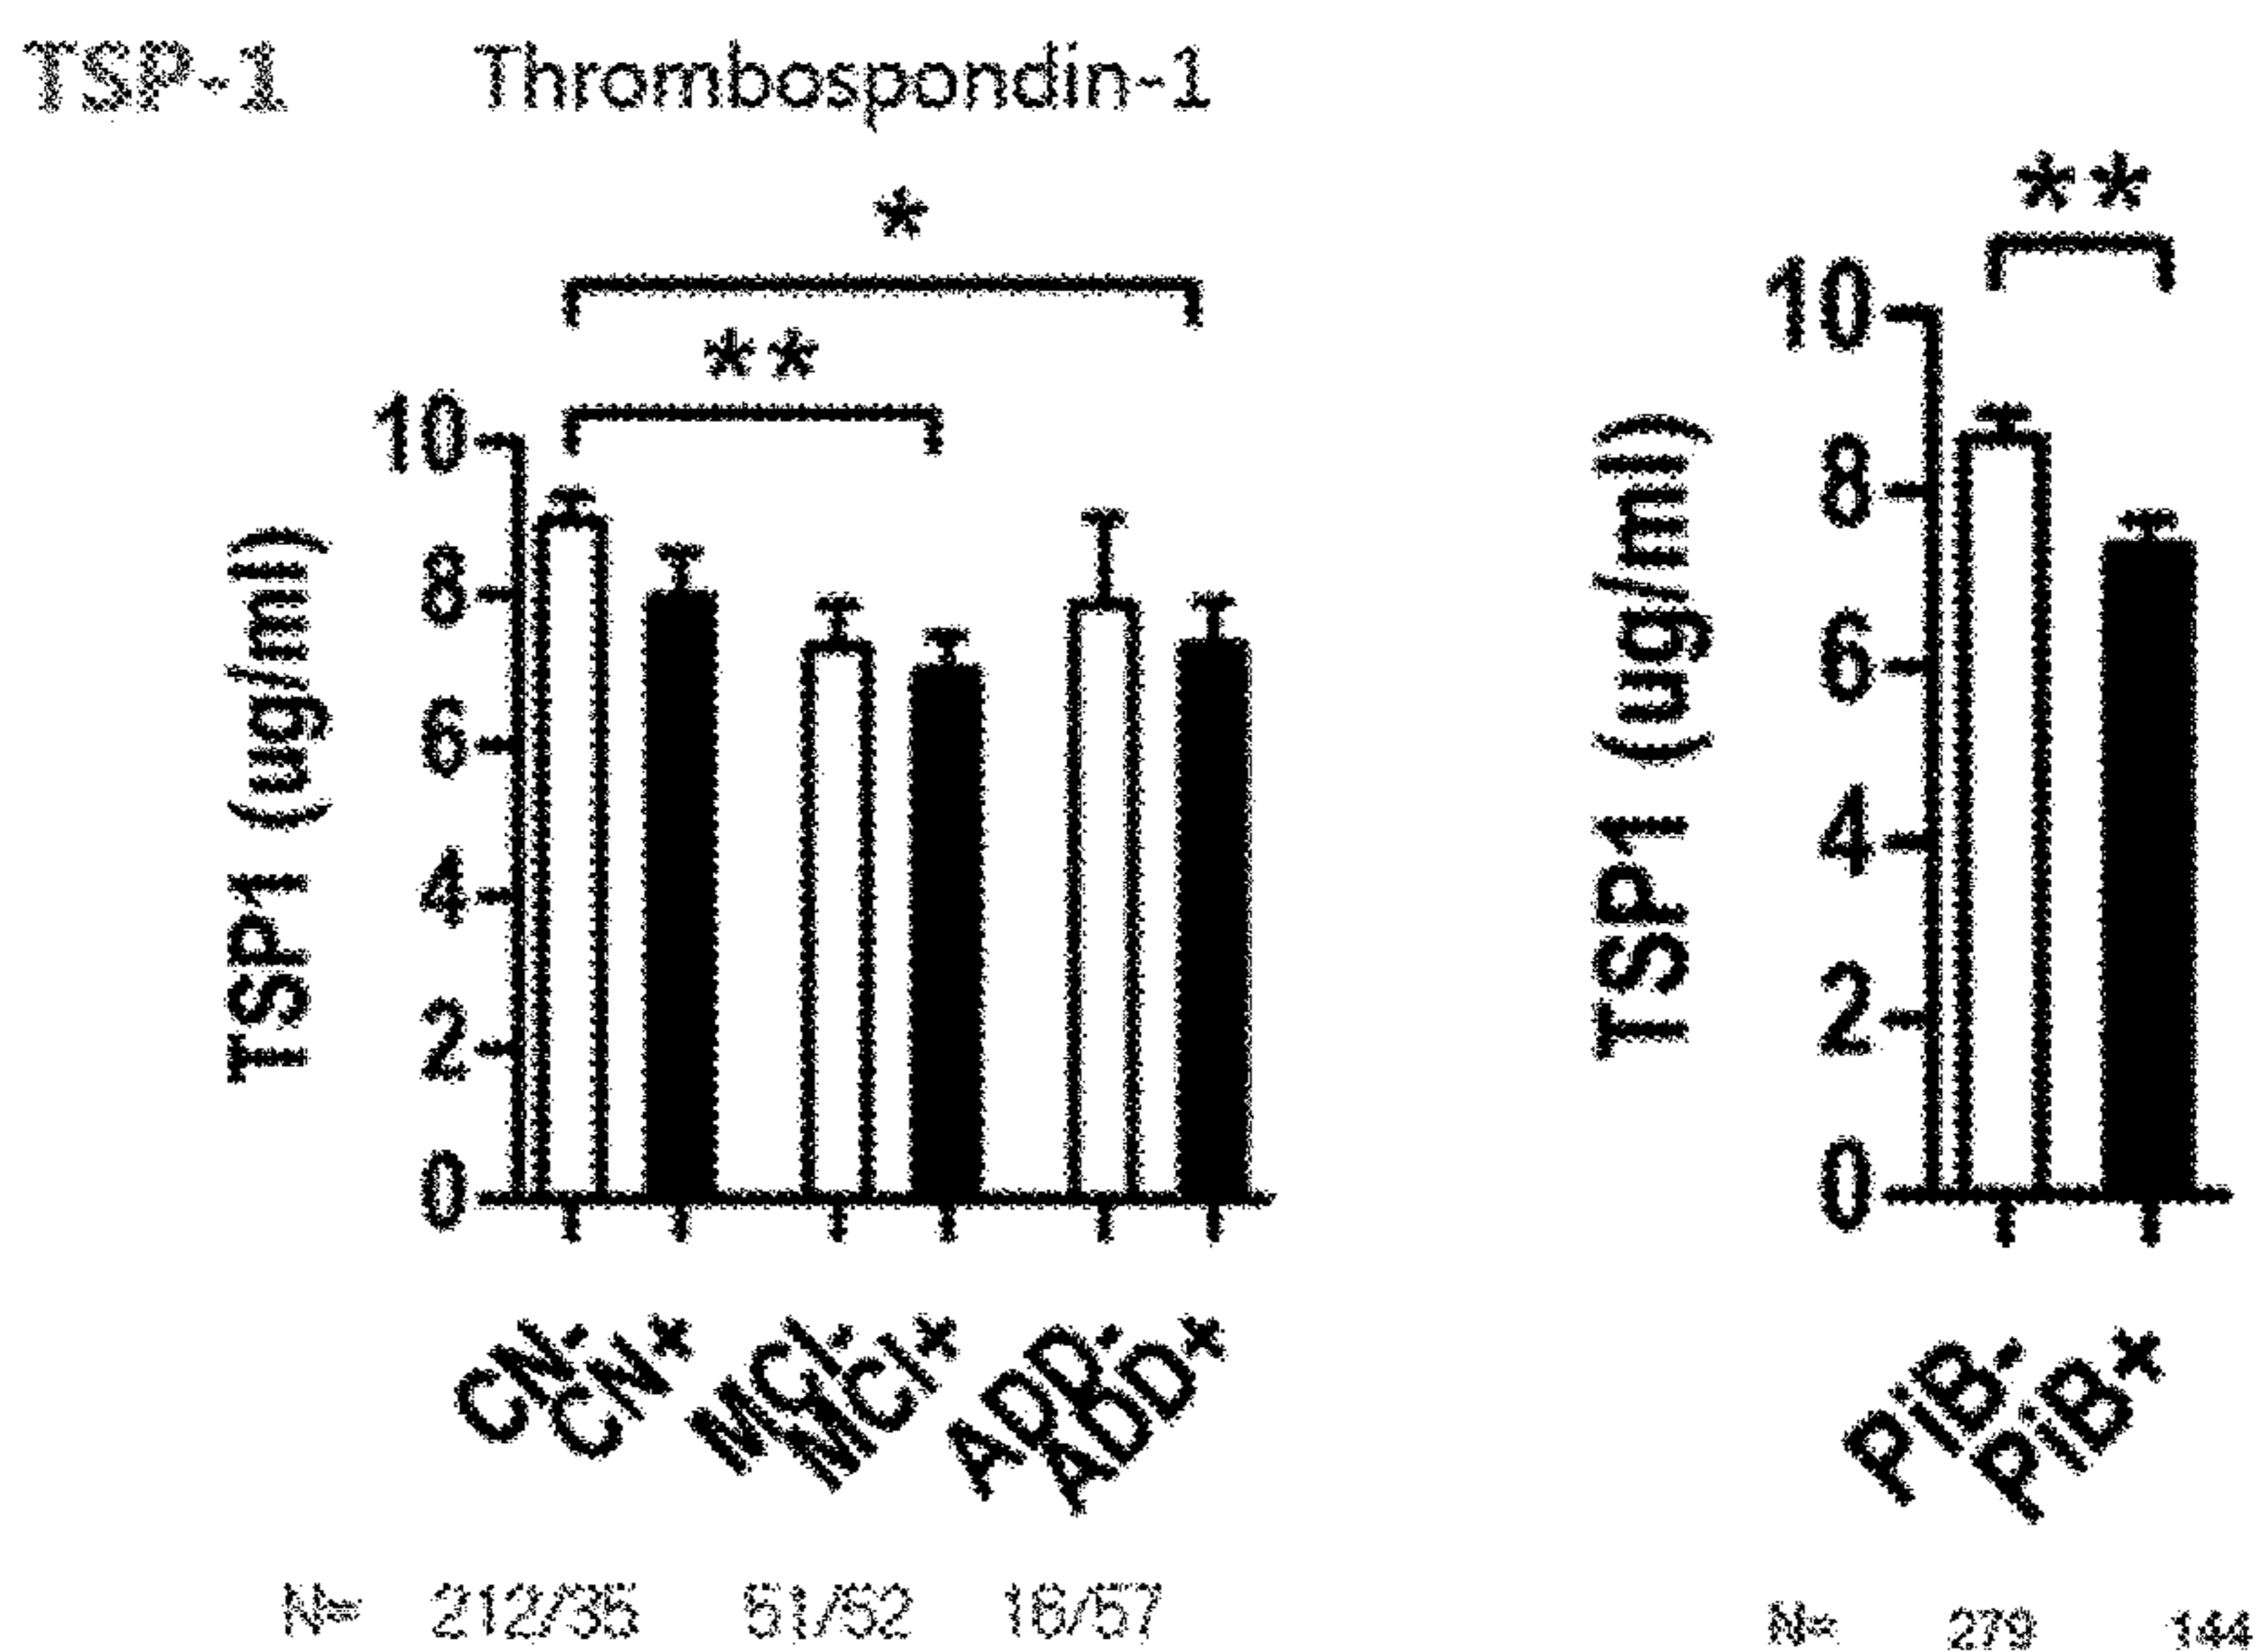 TSP-1 Thrombospondin-1
*
**
10
8
6
4
2
0
TSP1 (ug/ml)
CN-
CN+
MCI-
MCI+
ADD-
ADD+
N= 212/35 51/52 16/57
**
10
8
6
4
2
0
TSP1 (ug/ml)
PiB-
PiB+
N= 279 144